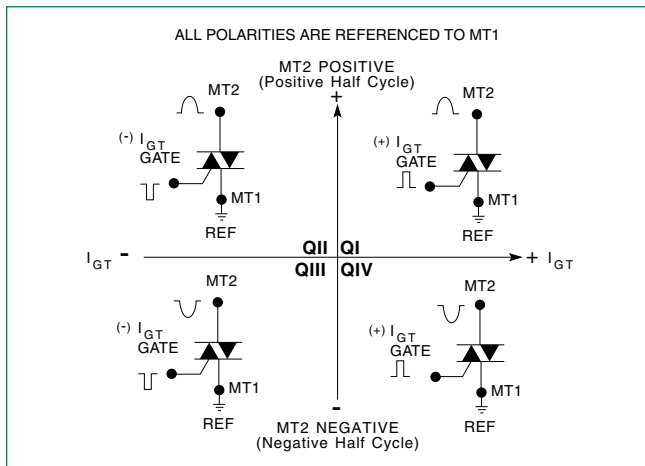 ALL POLARITIES ARE REFERENCED TO MT1
MT2 POSITIVE
(Positive Half Cycle)
+
MT2
(-) IGT
GATE
MT1
REF
MT2
(+) IGT
GATE
MT1
REF
IGT -
QII QI
QIII QIV
+ IGT
MT2
(-) IGT
GATE
MT1
REF
MT2
(+) IGT
GATE
MT1
REF
-
MT2 NEGATIVE
(Negative Half Cycle)